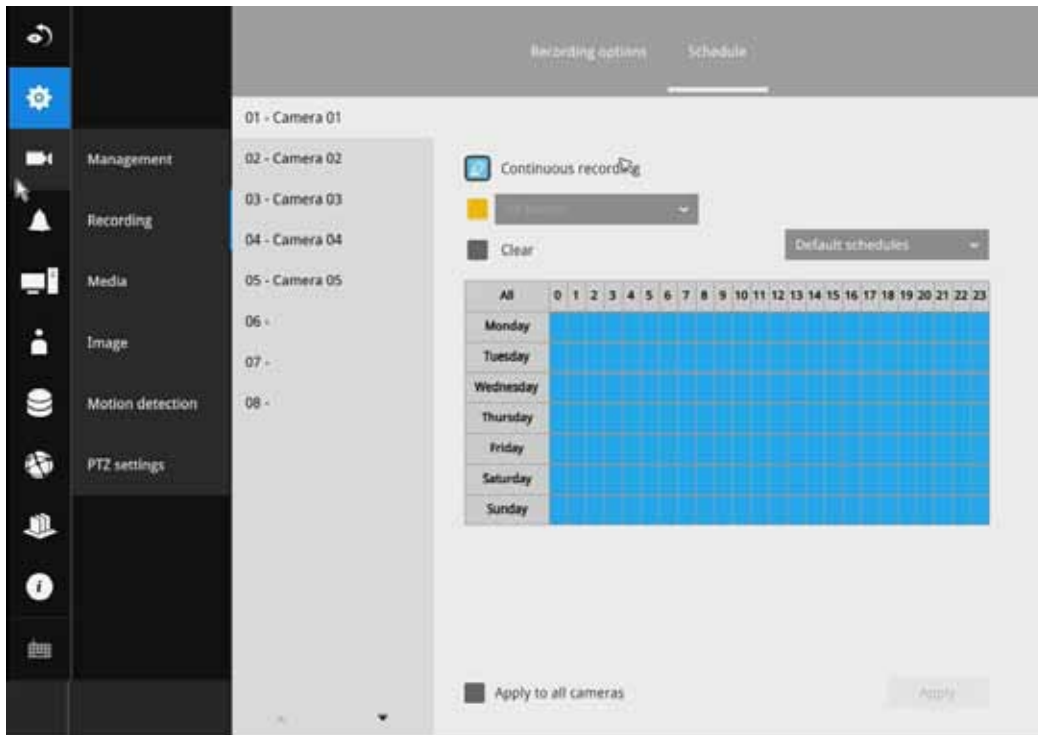 Recording options
Schedule
01 - Camera 01
02 - Camera 02
03 - Camera 03
04 - Camera 04
05 - Camera 05
06 -
07 -
08 -
Management
Recording
Media
Image
Motion detection
PTZ settings
Continuous recording
Clear
Default schedules
All 0 1 2 3 4 5 6 7 8 9 10 11 12 13 14 15 16 17 18 19 20 21 22 23
Monday
Tuesday
Wednesday
Thursday
Friday
Saturday
Sunday
Apply to all cameras
Apply